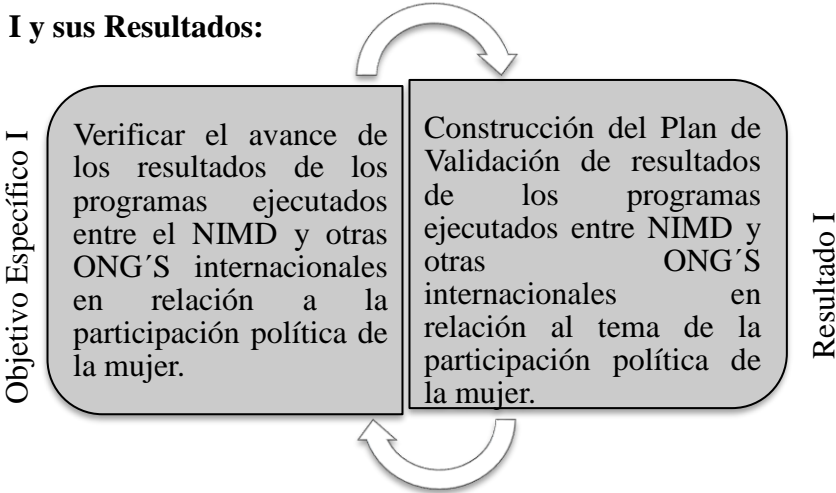 I y sus Resultados:
Objetivo Específico I
Verificar el avance de
los resultados de los
programas ejecutados
entre el NIMD y otras
ONG´S internacionales
en relación a la
participación política de
la mujer.
Construcción del Plan de
Validación de resultados
de los programas
ejecutados entre NIMD y
otras ONG´S
internacionales en
relación al tema de la
participación política de
la mujer.
Resultado I